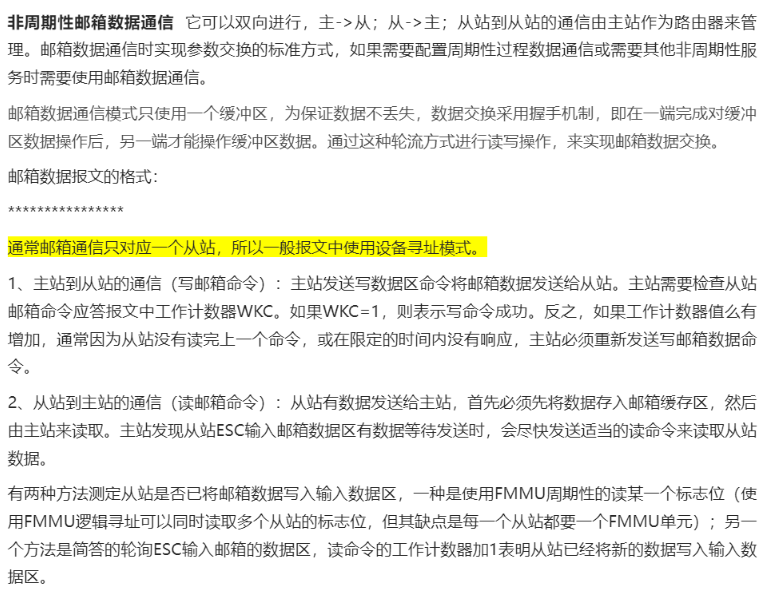 非周期性邮箱数据通信 它可以双向进行，主->从；从->主；从站到从站的通信由主站作为路由器来管
理。邮箱数据通信时实现参数交换的标准方式，如果需要配置周期性过程数据通信或需要其他非周期性服
务时需要使用邮箱数据通信。
邮箱数据通信模式只使用一个缓冲区，为保证数据不丢失，数据交换采用握手机制，即在一端完成对缓冲
区数据操作后，另一端才能操作缓冲区数据。通过这种轮流方式进行读写操作，来实现邮箱数据交换。
邮箱数据报文的格式：
****************
通常邮箱通信只对应一个从站，所以一般报文中使用设备寻址模式。
1、主站到从站的通信（写邮箱命令）：主站发送写数据区命令将邮箱数据发送给从站。主站需要检查从站
邮箱命令应答报文中工作计数器WKC。如果WKC=1，则表示写命令成功。反之，如果工作计数器值么有
增加，通常因为从站没有读完上一个命令，或在限定的时间内没有响应，主站必须重新发送写邮箱数据命
令。
2、从站到主站的通信（读邮箱命令）：从站有数据发送给主站，首先必须先将数据存入邮箱缓存区，然后
由主站来读取。主站发现从站ESC输入邮箱数据区有数据等待发送时，会尽快发送适当的读命令来读取从站
数据。
有两种方法测定从站是否已将邮箱数据写入输入数据区，一种是使用FMMU周期性的读某一个标志位（使
用FMMU逻辑寻址可以同时读取多个从站的标志位，但其缺点是每一个从站都要一个FMMU单元）；另一
个方法是简答的轮询ESC输入邮箱的数据区，读命令的工作计数器加1表明从站已经将新的数据写入输入数
据区。